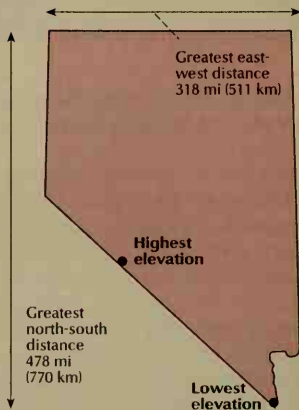 Greatest east-
west distance
318 mi (511 km)
Highest
elevation
Greatest
north-south
distance
478 mi
(770 km)
Lowest
elevation